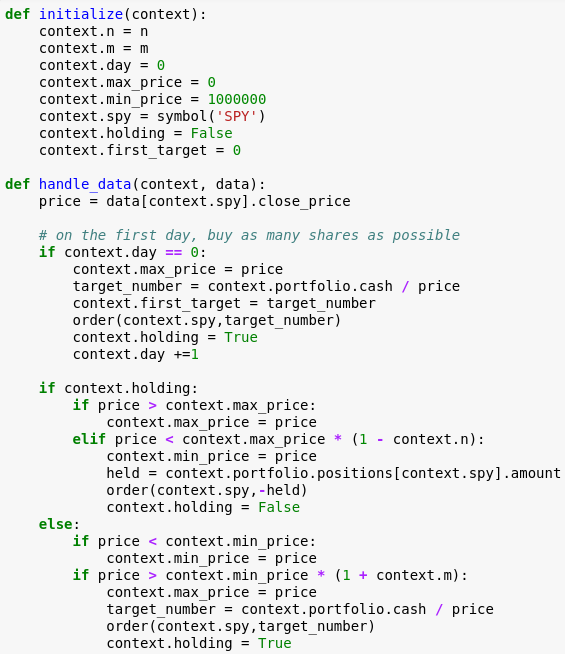 def initialize(context):
    context.n = n
    context.m = m
    context.day = 0
    context.max_price = 0
    context.min_price = 1000000
    context.spy = symbol('SPY')
    context.holding = False
    context.first_target = 0

def handle_data(context, data):
    price = data[context.spy].close_price

    # on the first day, buy as many shares as possible
    if context.day == 0:
        context.max_price = price
        target_number = context.portfolio.cash / price
        context.first_target = target_number
        order(context.spy,target_number)
        context.holding = True
        context.day +=1

    if context.holding:
        if price > context.max_price:
            context.max_price = price
        elif price < context.max_price * (1 - context.n):
            context.min_price = price
            held = context.portfolio.positions[context.spy].amount
            order(context.spy,-held)
            context.holding = False
    else:
        if price < context.min_price:
            context.min_price = price
        if price > context.min_price * (1 + context.m):
            context.max_price = price
            target_number = context.portfolio.cash / price
            order(context.spy,target_number)
            context.holding = True